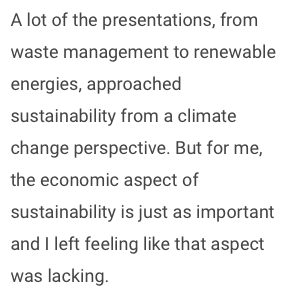 A lot of the presentations, from
waste management to renewable
energies, approached
sustainability from a climate
change perspective. But for me,
the economic aspect of
sustainability is just as important
and I left feeling like that aspect
was lacking.